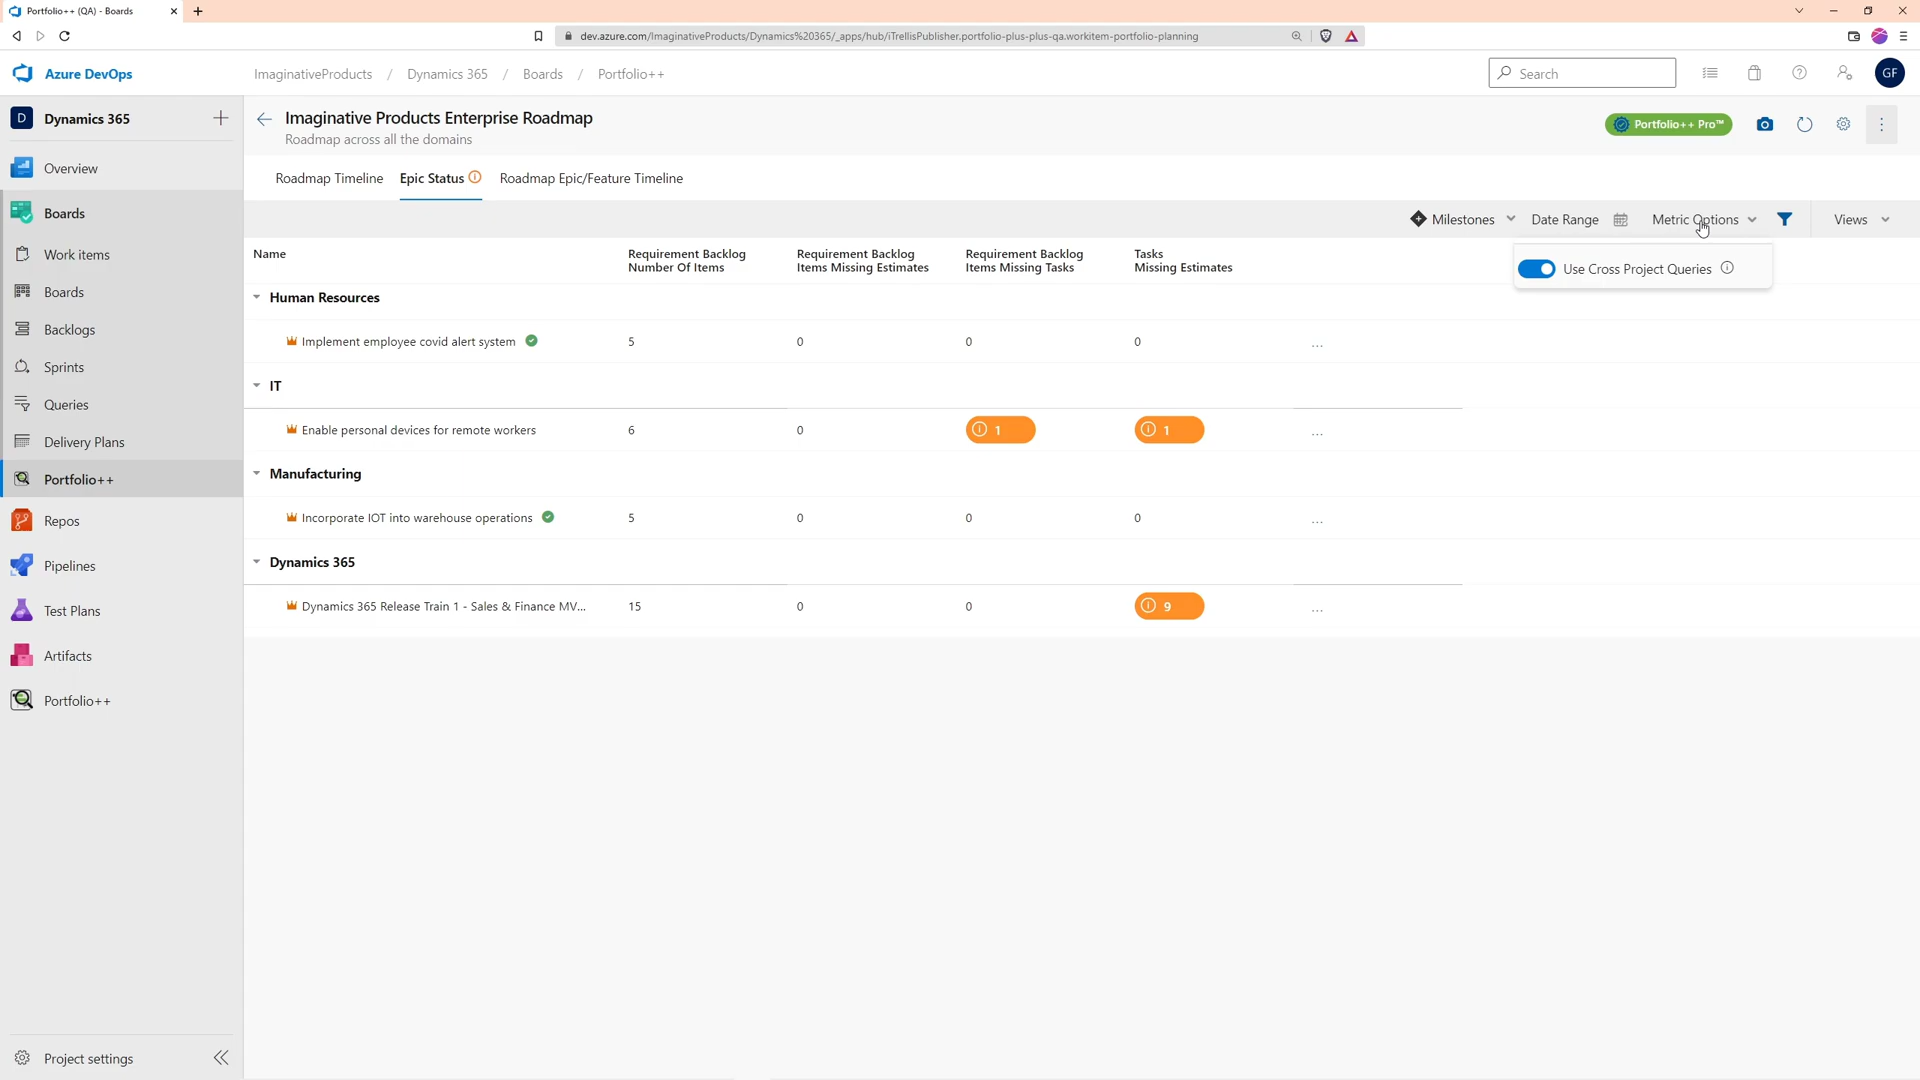 Portfolio++ (QA) - Boards
dev.azure.com/ImaginativeProducts/Dynamics%20365/_apps/hub/iTrellisPublisher.portfolio-plus-plus-qa.workitem-portfolio-planning
Azure DevOps
ImaginativeProducts / Dynamics 365 / Boards / Portfolio++
Search
GF
D Dynamics 365
Imaginative Products Enterprise Roadmap
Portfolio++ Pro™
Roadmap across all the domains
Overview
Roadmap Timeline Epic Status Roadmap Epic/Feature Timeline
Boards
Milestones Date Range Metric Options Views
Work items
Boards
Backlogs
Sprints
Queries
Delivery Plans
Portfolio++
Repos
Pipelines
Test Plans
Artifacts
Portfolio++
Project settings
Use Cross Project Queries
Name
Requirement Backlog
Number Of Items
Requirement Backlog
Items Missing Estimates
Requirement Backlog
Items Missing Tasks
Tasks
Missing Estimates
Human Resources
Implement employee covid alert system 5 0 0 0 ...
IT
Enable personal devices for remote workers 6 0 1 1 ...
Manufacturing
Incorporate IOT into warehouse operations 5 0 0 0 ...
Dynamics 365
Dynamics 365 Release Train 1 - Sales & Finance MV... 15 0 0 9 ...